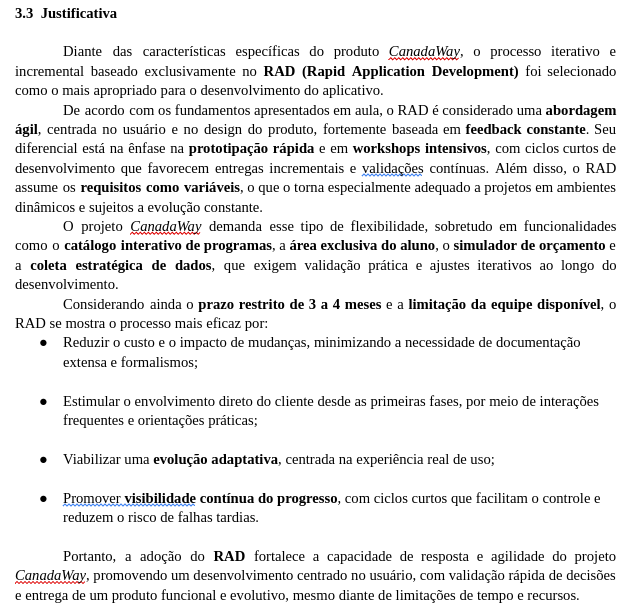 3.3 Justificativa
Diante das características específicas do produto CanadaWay, o processo iterativo e
incremental baseado exclusivamente no RAD (Rapid Application Development) foi selecionado
como o mais apropriado para o desenvolvimento do aplicativo.
De acordo com os fundamentos apresentados em aula, o RAD é considerado uma abordagem
ágil, centrada no usuário e no design do produto, fortemente baseada em feedback constante. Seu
diferencial está na ênfase na prototipação rápida e em workshops intensivos, com ciclos curtos de
desenvolvimento que favorecem entregas incrementais e validações contínuas. Além disso, o RAD
assume os requisitos como variáveis, o que o torna especialmente adequado a projetos em ambientes
dinâmicos e sujeitos a evolução constante.
O projeto CanadaWay demanda esse tipo de flexibilidade, sobretudo em funcionalidades
como o catálogo interativo de programas, a área exclusiva do aluno, o simulador de orçamento e
a coleta estratégica de dados, que exigem validação prática e ajustes iterativos ao longo do
desenvolvimento.
Considerando ainda o prazo restrito de 3 a 4 meses e a limitação da equipe disponível, o
RAD se mostra o processo mais eficaz por:
● Reduzir o custo e o impacto de mudanças, minimizando a necessidade de documentação
extensa e formalismos;
● Estimular o envolvimento direto do cliente desde as primeiras fases, por meio de interações
frequentes e orientações práticas;
● Viabilizar uma evolução adaptativa, centrada na experiência real de uso;
● Promover visibilidade contínua do progresso, com ciclos curtos que facilitam o controle e
reduzem o risco de falhas tardias.
Portanto, a adoção do RAD fortalece a capacidade de resposta e agilidade do projeto
CanadaWay, promovendo um desenvolvimento centrado no usuário, com validação rápida de decisões
e entrega de um produto funcional e evolutivo, mesmo diante de limitações de tempo e recursos.